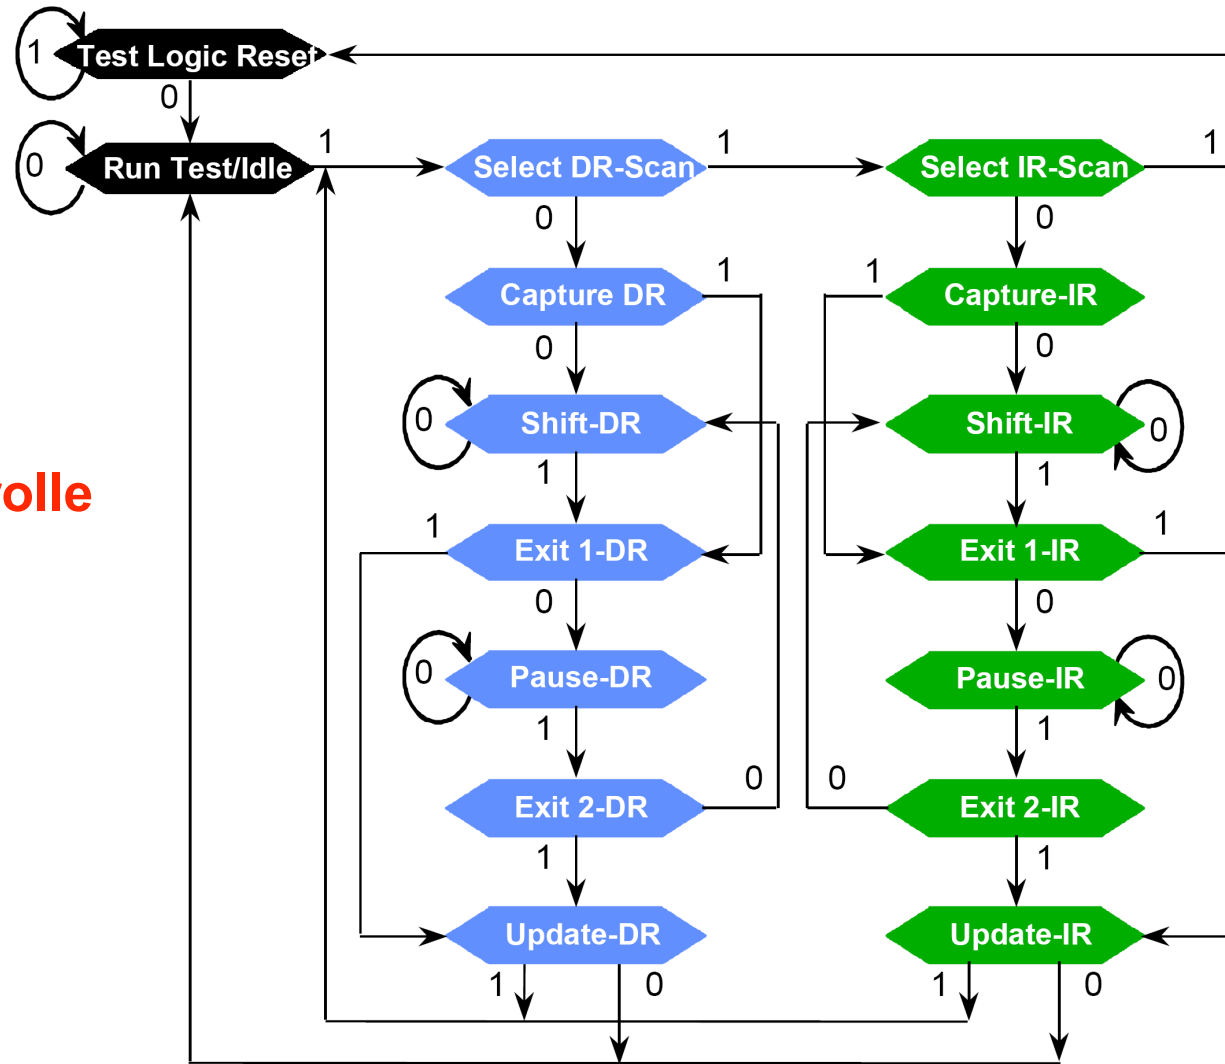 1
Test Logic Reset
0
0
Run Test/Idle
1
Select DR-Scan
1
Select IR-Scan
1
0
0
Capture DR
1
1
Capture-IR
0
0
0
Shift-DR
Shift-IR
0
olle
1
1
1
Exit 1-DR
Exit 1-IR
1
0
0
0
Pause-DR
Pause-IR
0
1
1
Exit 2-DR
0
0
Exit 2-IR
1
1
Update-DR
Update-IR
1
0
1
0